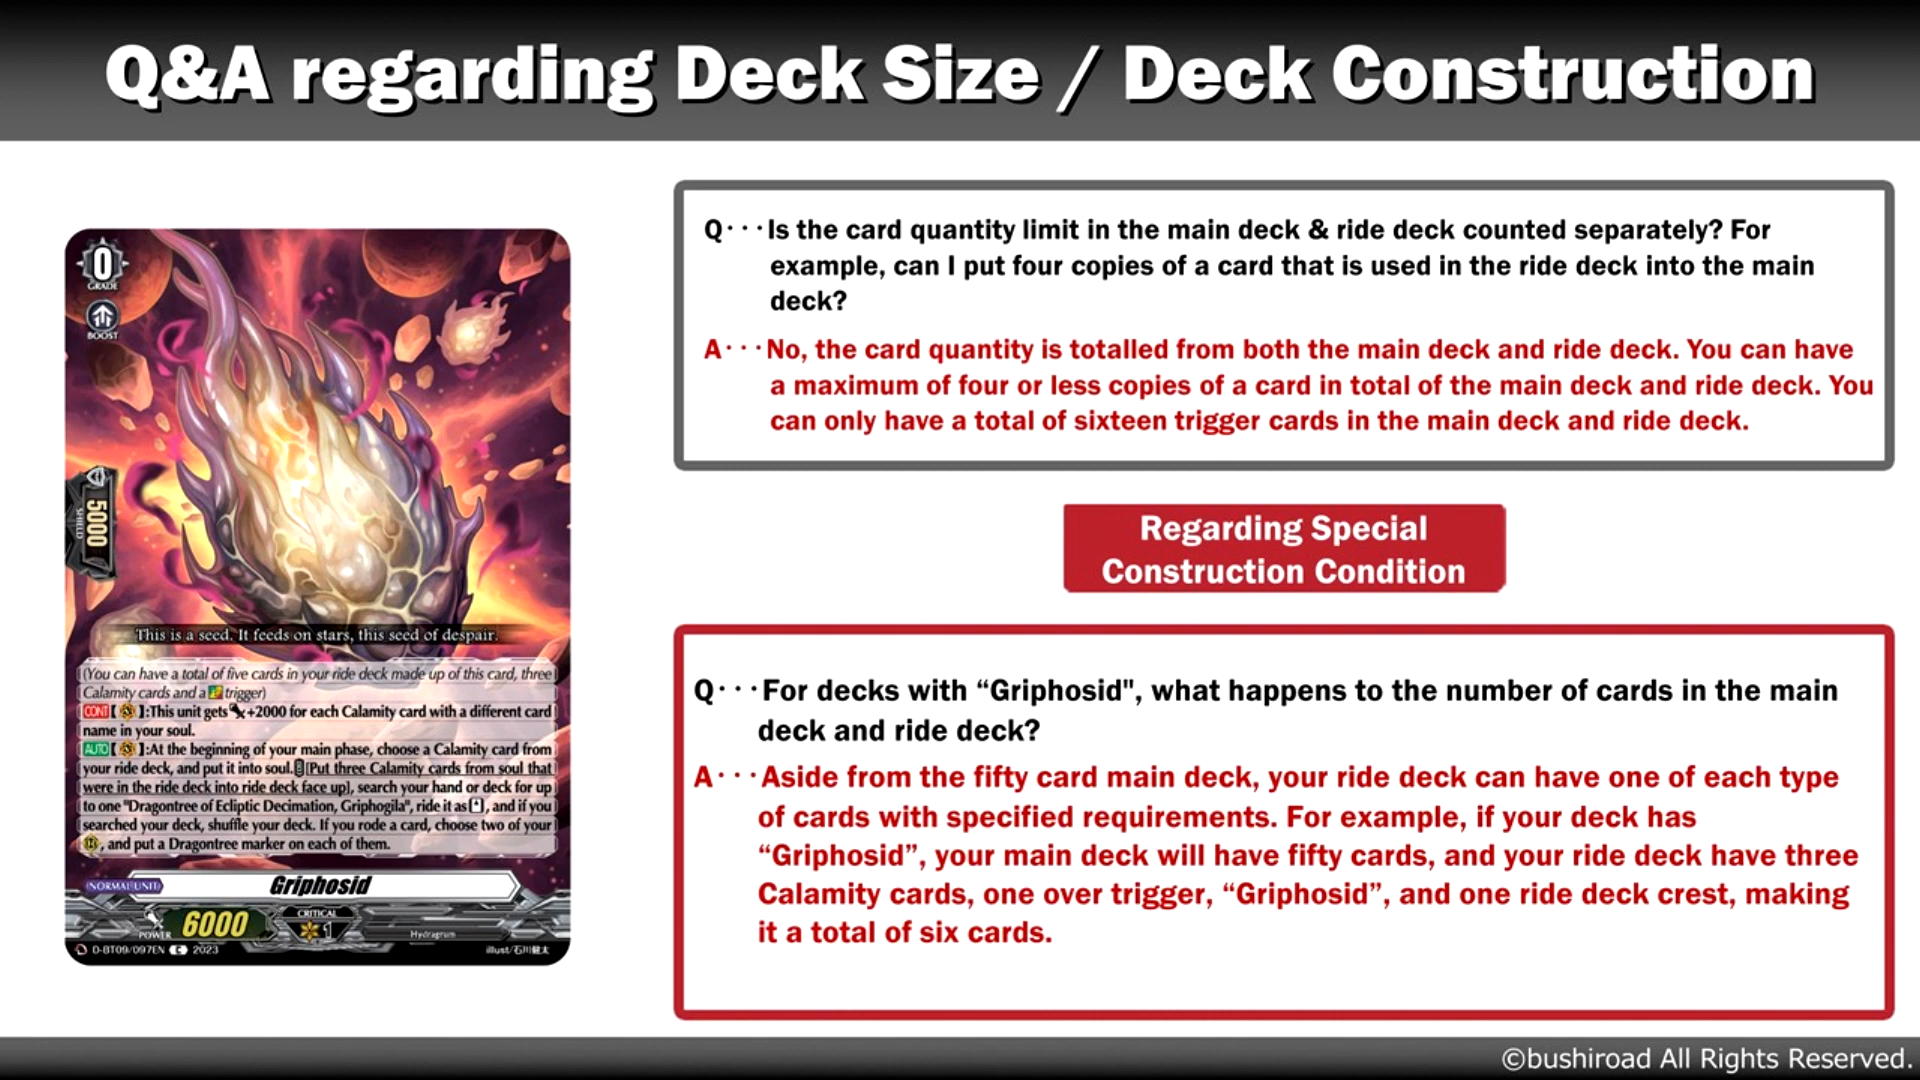 Q&A regarding Deck Size / Deck Construction
0
GRADE
BOOST
5000
SHIELD
This is a seed. It feeds on stars, this seed of despair.
(You can have a total of five cards in your ride deck made up of this card, three
Calamity cards and a trigger)
CONT【 】:This unit gets +2000 for each Calamity card with a different card
name in your soul.
AUTO【 】:At the beginning of your main phase, choose a Calamity card from
your ride deck, and put it into soul. [Put three Calamity cards from soul that
were in the ride deck into ride deck face up], search your hand or deck for up
to one "Dragontree of Ecliptic Decimation, Griphogila", ride it as [ ], and if you
searched your deck, shuffle your deck. If you rode a card, choose two of your
, and put a Dragontree marker on each of them.
NORMAL UNIT
Griphosid
POWER
6000
CRITICAL
1
Hydragrum
D-BT09/097EN C 2023
illust/石川健太
Q···Is the card quantity limit in the main deck & ride deck counted separately? For
example, can I put four copies of a card that is used in the ride deck into the main
deck?
A···No, the card quantity is totalled from both the main deck and ride deck. You can have
a maximum of four or less copies of a card in total of the main deck and ride deck. You
can only have a total of sixteen trigger cards in the main deck and ride deck.
Regarding Special
Construction Condition
Q···For decks with “Griphosid", what happens to the number of cards in the main
deck and ride deck?
A···Aside from the fifty card main deck, your ride deck can have one of each type
of cards with specified requirements. For example, if your deck has
“Griphosid”, your main deck will have fifty cards, and your ride deck have three
Calamity cards, one over trigger, “Griphosid”, and one ride deck crest, making
it a total of six cards.
©bushiroad All Rights Reserved.